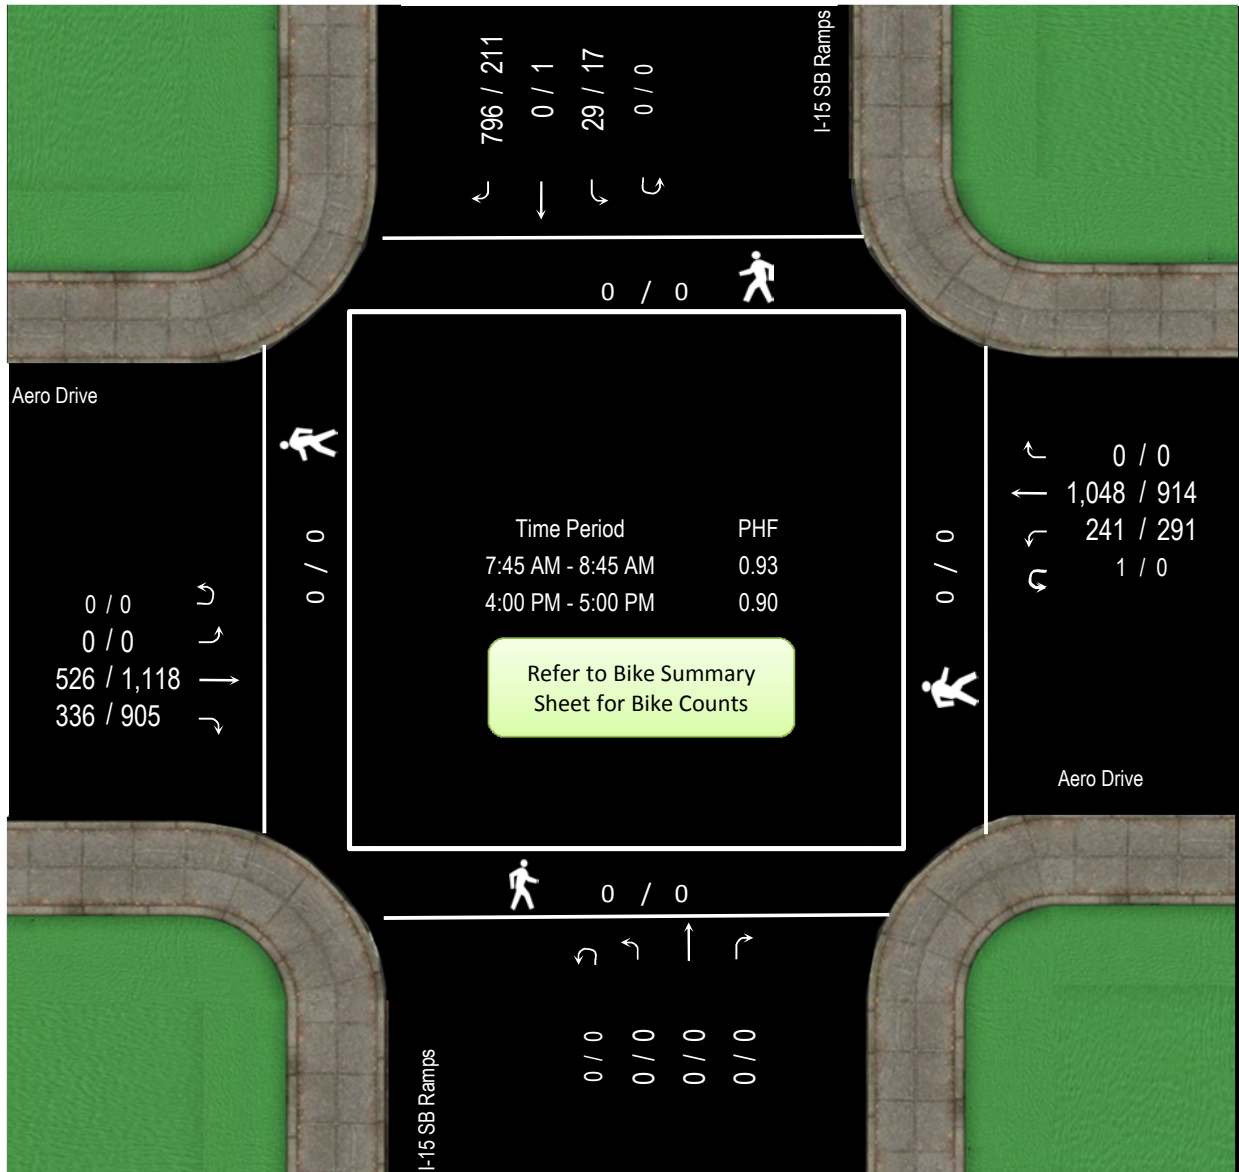 I-15 SB Ramps
796 / 211
0 / 1
29 / 17
0 / 0
0 / 0
Aero Drive
0 / 0
1,048 / 914
241 / 291
1 / 0
0 / 0
0 / 0
Time Period PHF
7:45 AM - 8:45 AM 0.93
4:00 PM - 5:00 PM 0.90
0 / 0
0 / 0
526 / 1,118
336 / 905
Refer to Bike Summary
Sheet for Bike Counts
Aero Drive
0 / 0
0 / 0
0 / 0
0 / 0
0 / 0
I-15 SB Ramps